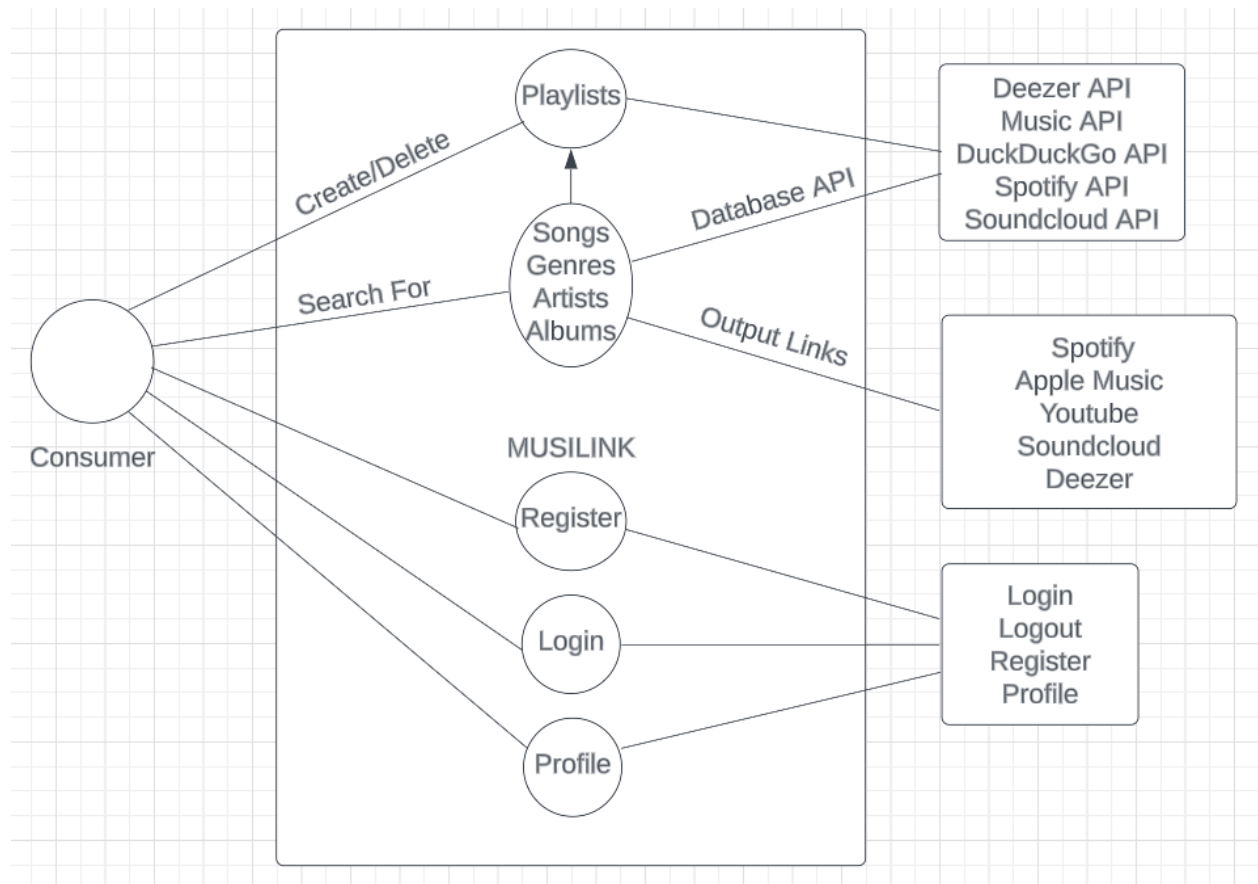 Playlists
Create/Delete
Songs
Genres
Artists
Albums
Search For
Database API
Output Links
Consumer
MUSILINK
Register
Login
Profile
Deezer API
Music API
DuckDuckGo API
Spotify API
Soundcloud API
Spotify
Apple Music
Youtube
Soundcloud
Deezer
Login
Logout
Register
Profile